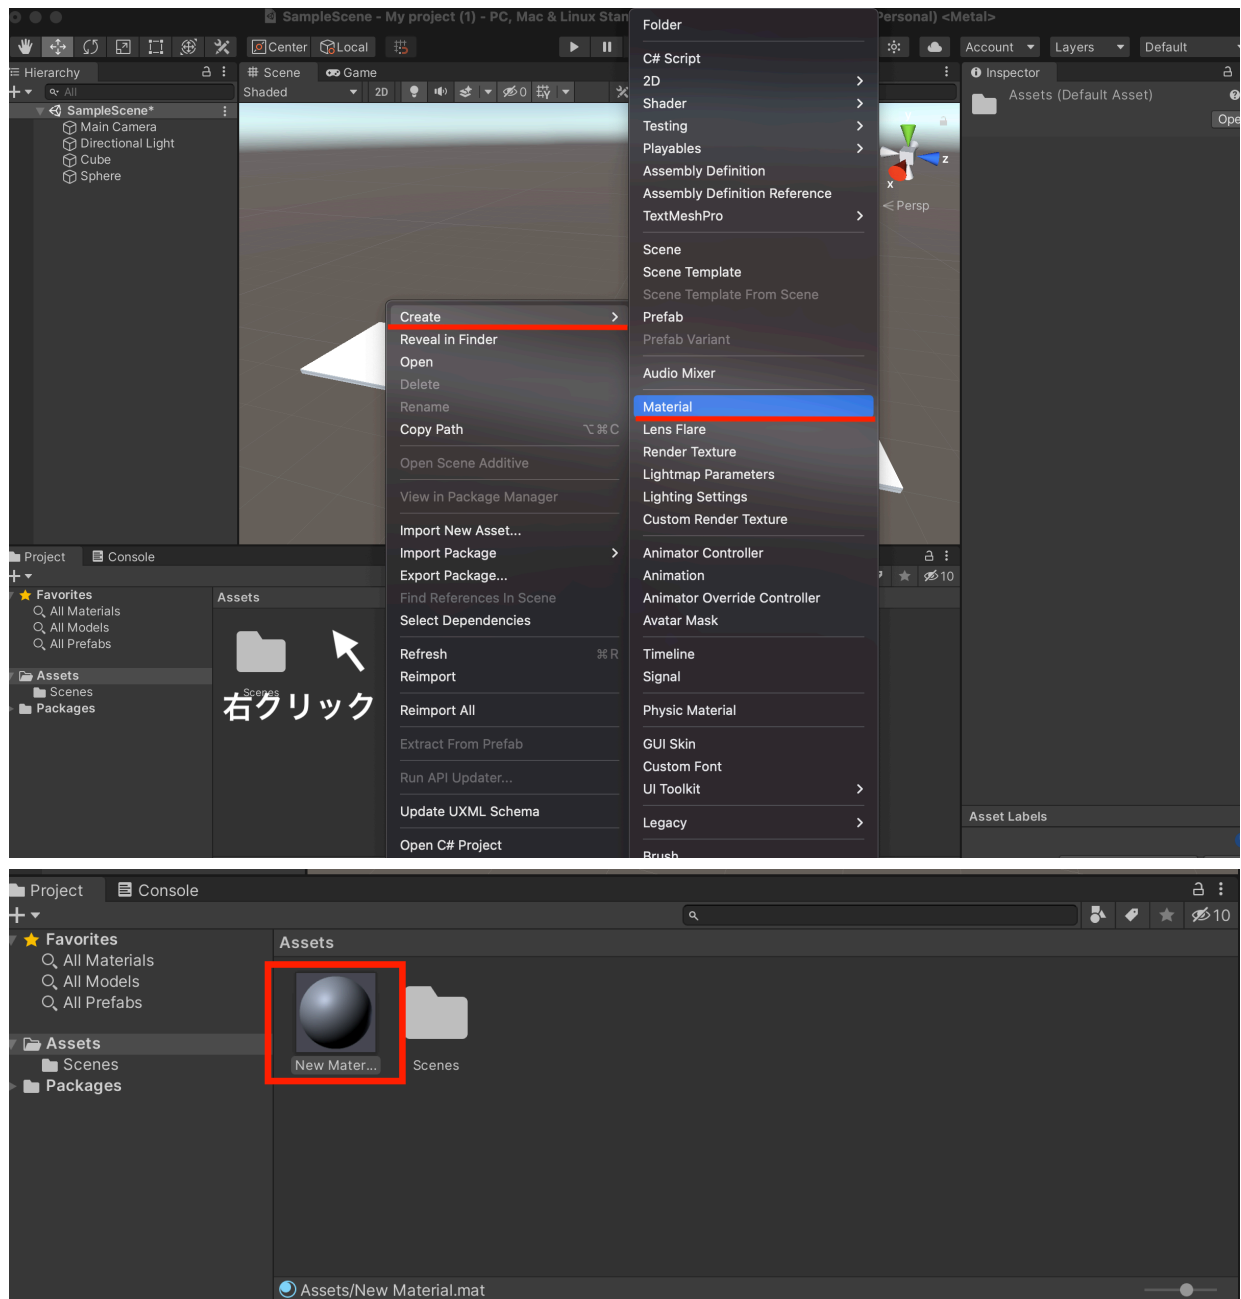 SampleScene - My project (1) - PC, Mac & Linux Stan
Personal) <Metal>
Center
Local
Account
Layers
Default
Hierarchy
All
SampleScene*
Main Camera
Directional Light
Cube
Sphere
Scene
Game
Shaded
2D
0
z
x
Persp
Inspector
Assets (Default Asset)
Ope
Create
Reveal in Finder
Open
Delete
Rename
Copy Path ⌥⌘C
Open Scene Additive
View in Package Manager
Import New Asset...
Import Package
Export Package...
Find References In Scene
Select Dependencies
Refresh ⌘R
Reimport
Reimport All
Extract From Prefab
Run API Updater...
Update UXML Schema
Open C# Project
Folder
C# Script
2D
Shader
Testing
Playables
Assembly Definition
Assembly Definition Reference
TextMeshPro
Scene
Scene Template
Scene Template From Scene
Prefab
Prefab Variant
Audio Mixer
Material
Lens Flare
Render Texture
Lightmap Parameters
Lighting Settings
Custom Render Texture
Animator Controller
Animation
Animator Override Controller
Avatar Mask
Timeline
Signal
Physic Material
GUI Skin
Custom Font
UI Toolkit
Legacy
Brush
Project
Console
10
Favorites
All Materials
All Models
All Prefabs
Assets
Scenes
Packages
Assets
Scenes
右クリック
Asset Labels
Project
Console
10
Favorites
All Materials
All Models
All Prefabs
Assets
Scenes
Packages
Assets
New Mater...
Scenes
Assets/New Material.mat